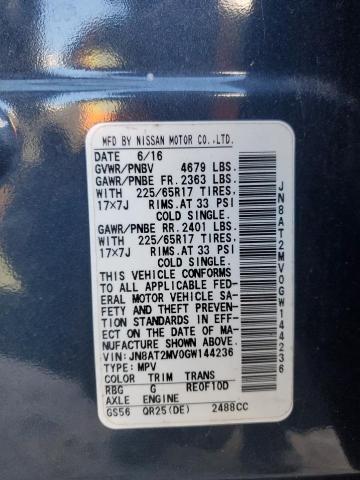 MFD BY NISSAN MOTOR CO.,LTD.
DATE 6/16
GVWR/PNBV 4679 LBS.
GAWR/PNBE FR.2363 LBS.
WITH 225/65R17 TIRES,
17×7J RIMS.AT 33 PSI
COLD SINGLE.
GAWR/PNBE RR.2401 LBS.
WITH 225/65R17 TIRES,
17×7J RIMS.AT 33 PSI
COLD SINGLE.
THIS VEHICLE CONFORMS
TO ALL APPLICABLE FED-
ERAL MOTOR VEHICLE SA-
FETY AND THEFT PREVEN-
TION STANDARDS IN EFF-
ECT ON THE DATE OF MA-
NUFACTURE SHOWN ABOVE.
VIN:JN8AT2MV0GW144236
TYPE: MPV
COLOR TRIM TRANS
RBG G RE0F10D
AXLE ENGINE
GS56 QR25(DE) 2488CC
JN8AT2MV0GW144236